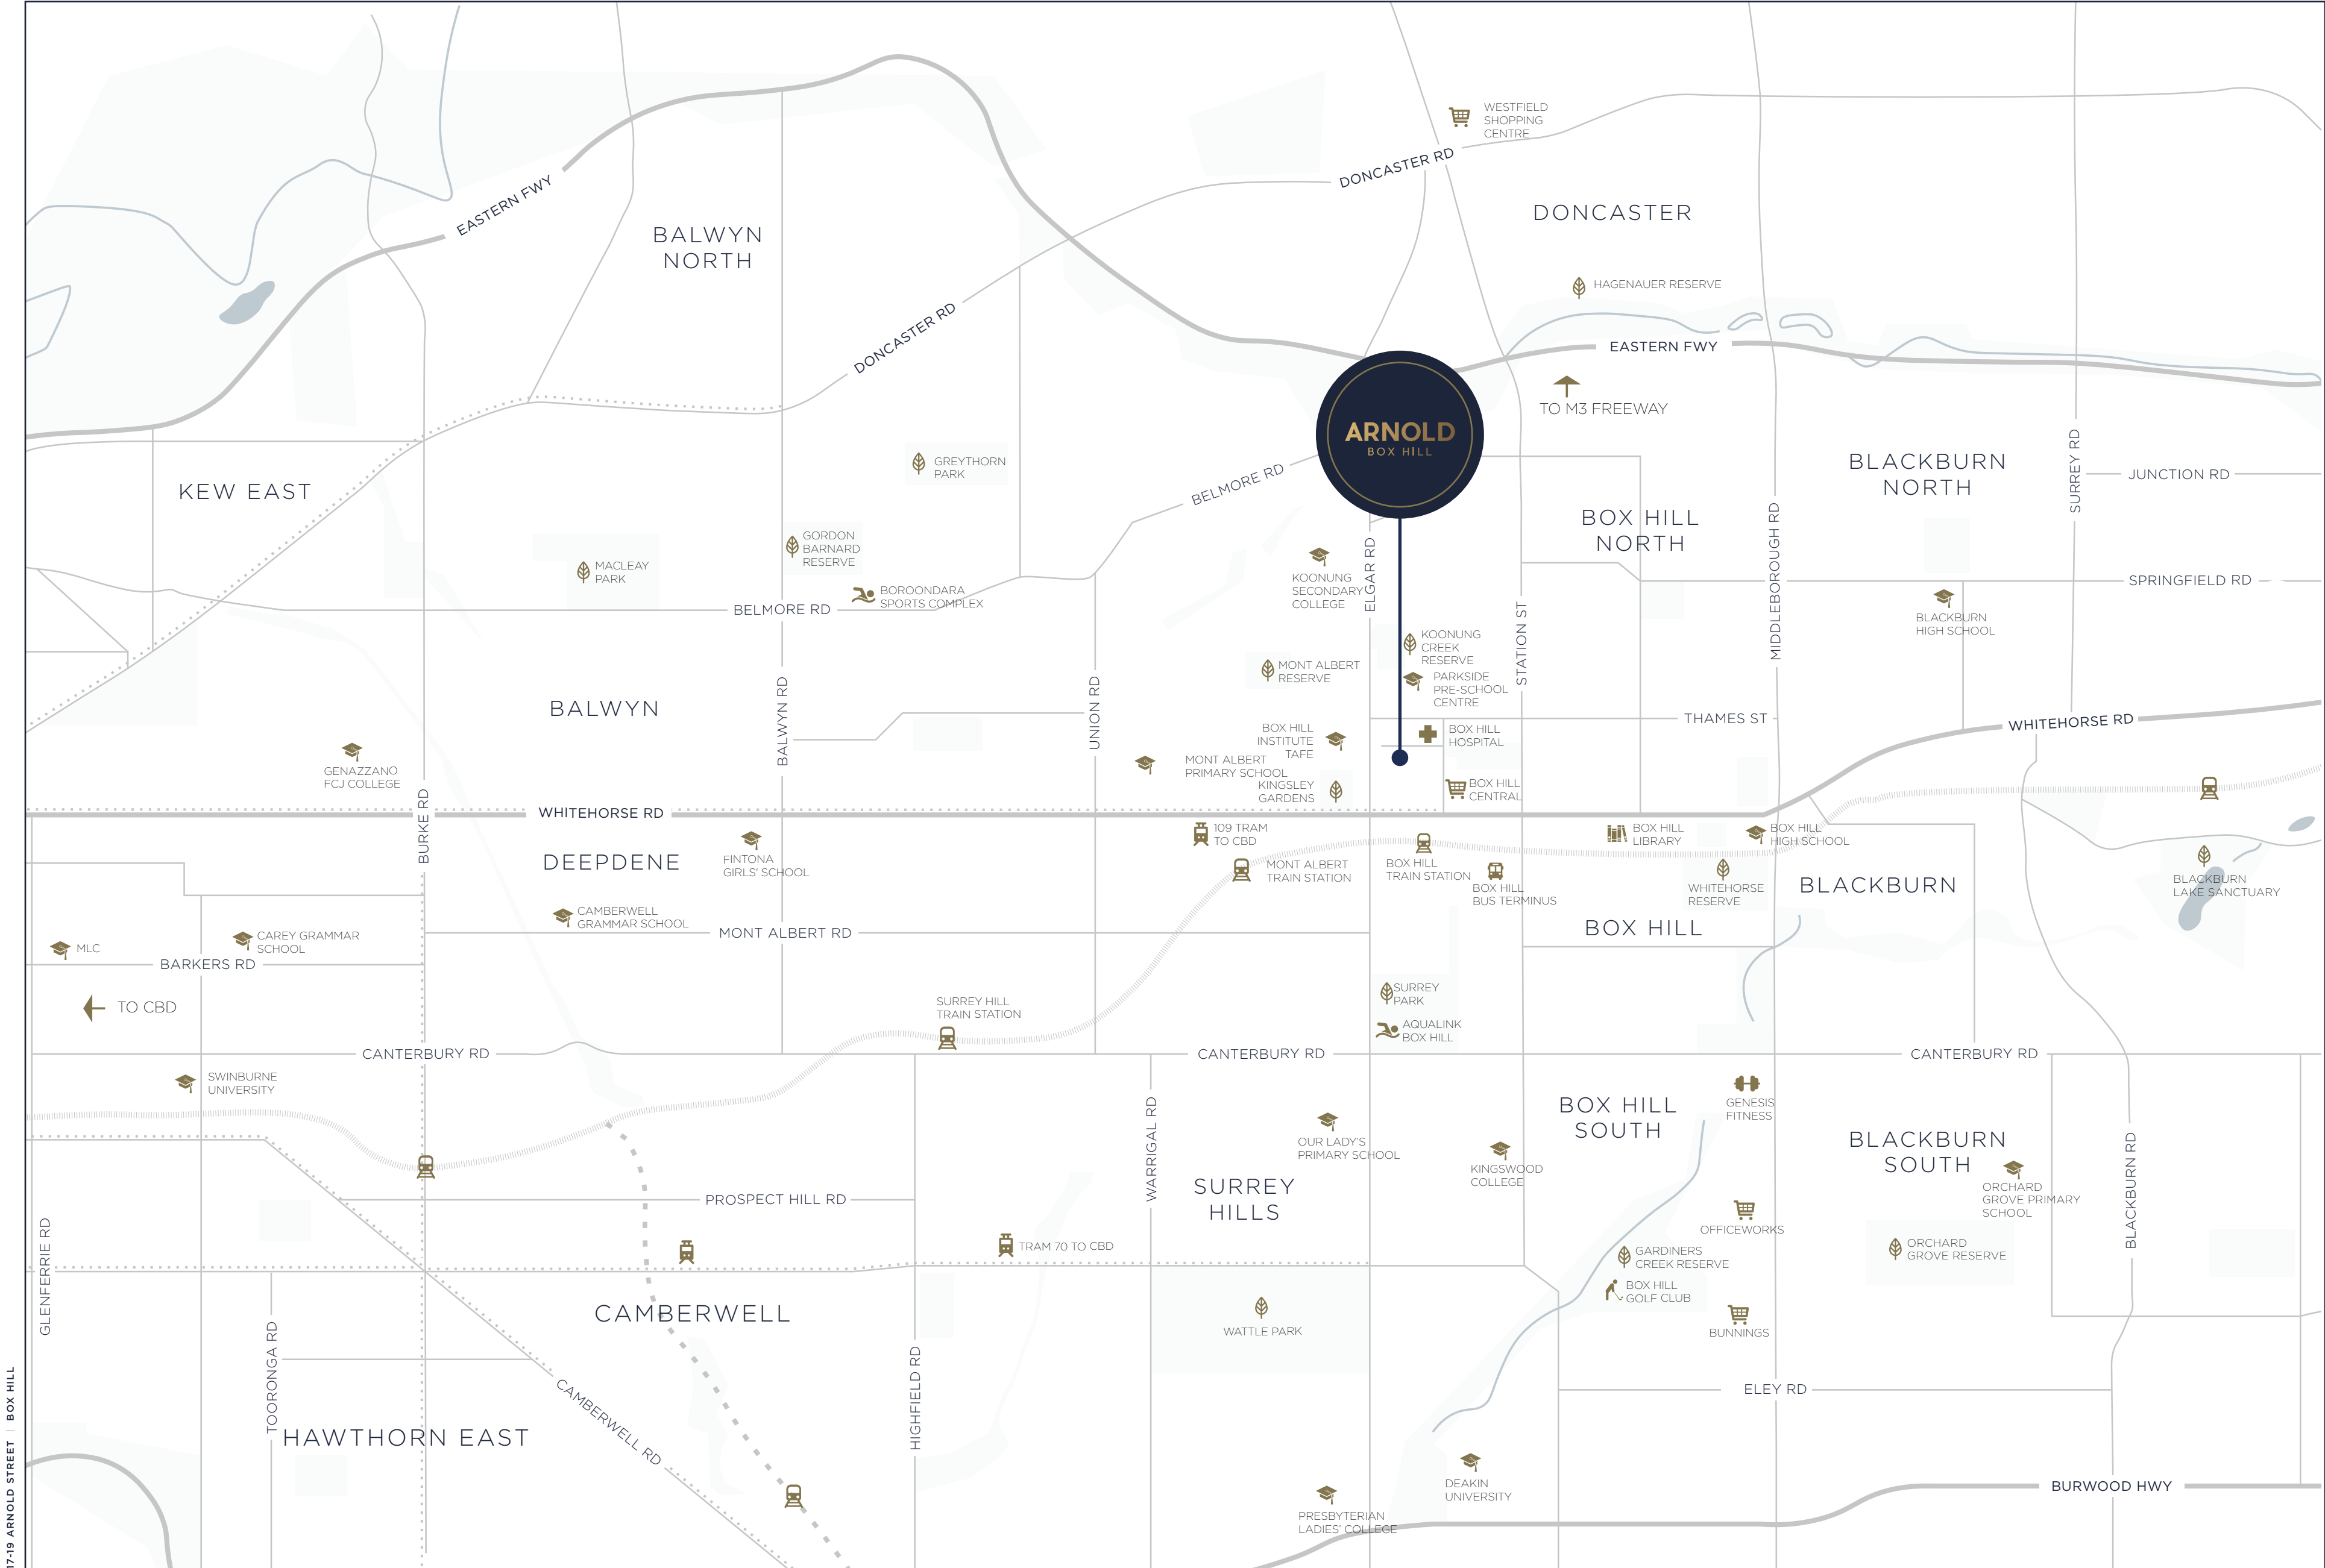 WESTFIELD
SHOPPING
CENTRE
DONCASTER RD
EASTERN FWY
DONCASTER
BALWYN
NORTH
HAGENAUER RESERVE
DONCASTER RD
EASTERN FWY
TO M3 FREEWAY
ARNOLD
BOX HILL
GREYTHORN
PARK
BELMORE RD
KEW EAST
BLACKBURN
NORTH
SURREY RD
JUNCTION RD
BOX HILL
NORTH
MIDDLEBOROUGH RD
GORDON
BARNARD
RESERVE
MACLEAY
PARK
BOROONDARA
SPORTS COMPLEX
BELMORE RD
KOONUNG
SECONDARY
COLLEGE
ELGAR RD
SPRINGFIELD RD
BLACKBURN
HIGH SCHOOL
STATION ST
KOONUNG
CREEK
RESERVE
MONT ALBERT
RESERVE
PARKSIDE
PRE-SCHOOL
CENTRE
BALWYN
BALWYN RD
UNION RD
THAMES ST
WHITEHORSE RD
BOX HILL
INSTITUTE
TAFE
BOX HILL
HOSPITAL
MONT ALBERT
PRIMARY SCHOOL
GENAZZANO
FCJ COLLEGE
KINGSLEY
GARDENS
BOX HILL
CENTRAL
BURKE RD
WHITEHORSE RD
109 TRAM
TO CBD
BOX HILL
LIBRARY
BOX HILL
HIGH SCHOOL
DEEPDENE
FINTONA
GIRLS' SCHOOL
MONT ALBERT
TRAIN STATION
BOX HILL
TRAIN STATION
BOX HILL
BUS TERMINUS
WHITEHORSE
RESERVE
BLACKBURN
BLACKBURN
LAKE SANCTUARY
CAMBERWELL
GRAMMAR SCHOOL
MONT ALBERT RD
BOX HILL
MLC
CAREY GRAMMAR
SCHOOL
BARKERS RD
TO CBD
SURREY
PARK
SURREY HILL
TRAIN STATION
AQUALINK
BOX HILL
CANTERBURY RD
CANTERBURY RD
CANTERBURY RD
SWINBURNE
UNIVERSITY
GENESIS
FITNESS
BOX HILL
SOUTH
WARRIGAL RD
OUR LADY'S
PRIMARY SCHOOL
KINGSWOOD
COLLEGE
BLACKBURN
SOUTH
BLACKBURN RD
ORCHARD
GROVE PRIMARY
SCHOOL
PROSPECT HILL RD
SURREY
HILLS
OFFICEWORKS
GLENFERRIE RD
TRAM 70 TO CBD
GARDINERS
CREEK RESERVE
ORCHARD
GROVE RESERVE
BOX HILL
GOLF CLUB
CAMBERWELL
WATTLE PARK
BUNNINGS
TOORONGA RD
HIGHFIELD RD
ELEY RD
CAMBERWELL RD
HAWTHORN EAST
DEAKIN
UNIVERSITY
BURWOOD HWY
PRESBYTERIAN
LADIES' COLLEGE
17-19 ARNOLD STREET | BOX HILL